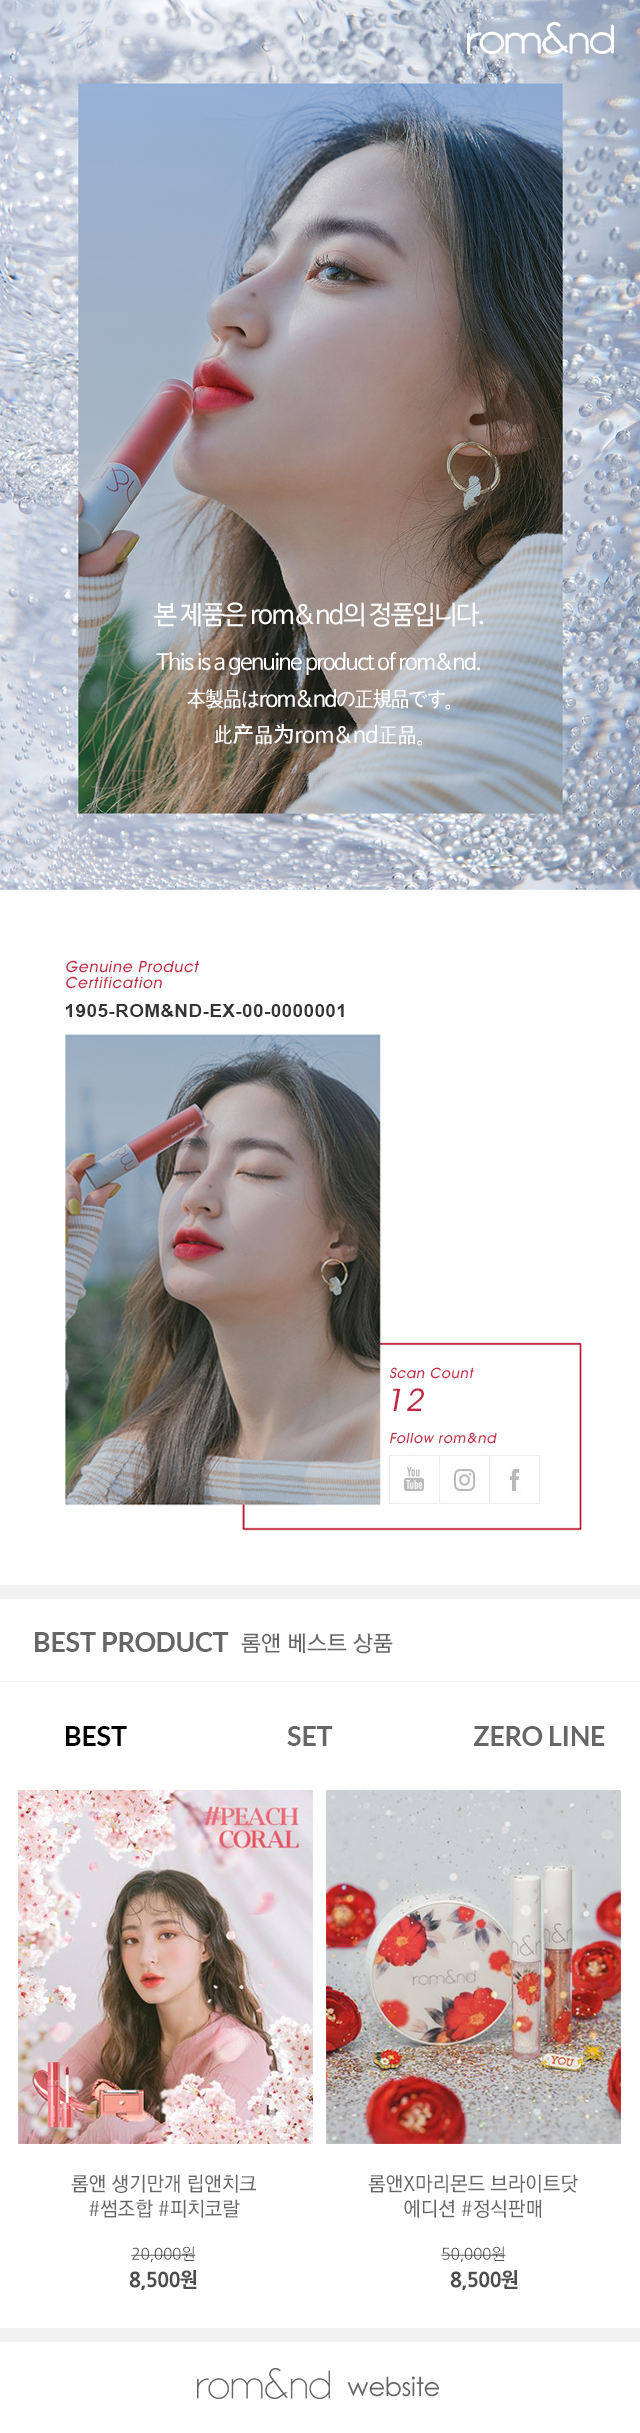 rom&nd
본 제품은 rom&nd의 정품입니다.
This is a genuine product of rom&nd.
本製品はrom&ndの正規品です。
此产品为rom&nd正品。
Genuine Product
Certification
1905-ROM&ND-EX-00-0000001
Scan Count
12
Follow rom&nd
You
Tube
BEST PRODUCT 롬앤 베스트 상품
BEST SET ZERO LINE
#PEACH
CORAL
rom&nd
YOU
롬앤 생기만개 립앤치크
#썸조합 #피치코랄
20,000원
8,500원
롬앤X마리몬드 브라이트닷
에디션 #정식판매
50,000원
8,500원
rom&nd website